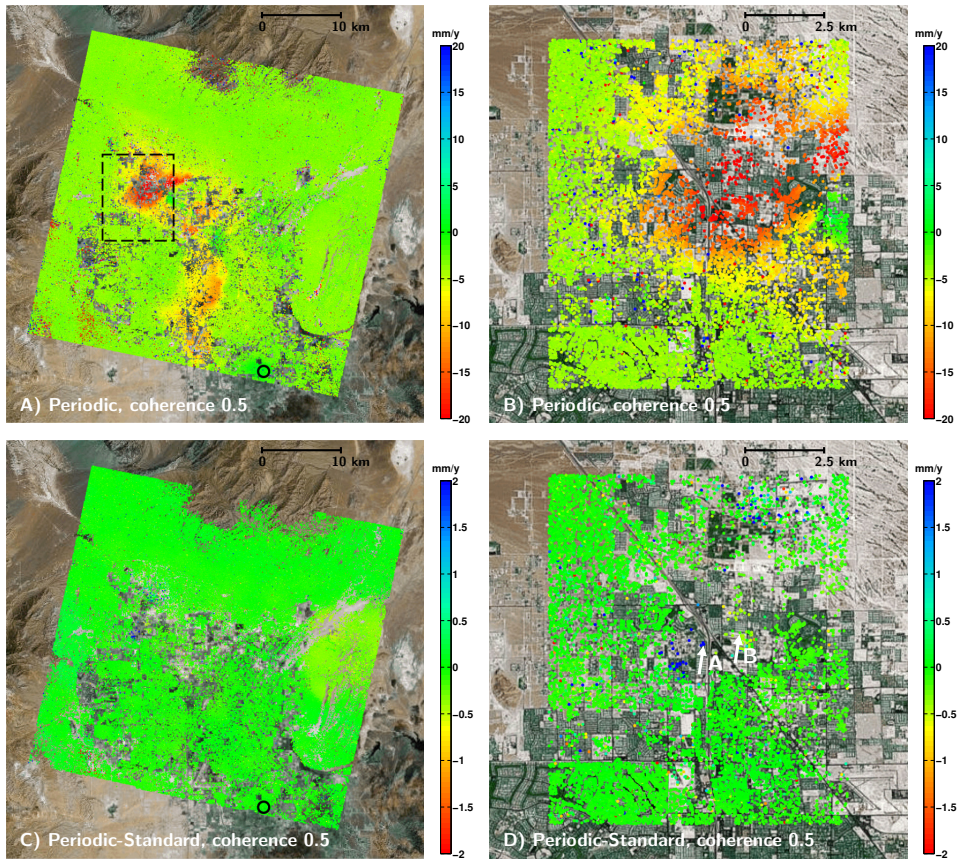 0 10 km
mm/y
20
15
10
5
0
−5
−10
−15
−20
A) Periodic, coherence 0.5
0 2.5 km
mm/y
20
15
10
5
0
−5
−10
−15
−20
B) Periodic, coherence 0.5
0 10 km
mm/y
2
1.5
1
0.5
0
−0.5
−1
−1.5
−2
C) Periodic-Standard, coherence 0.5
0 2.5 km
mm/y
2
1.5
1
0.5
0
−0.5
−1
−1.5
−2
A
B
D) Periodic-Standard, coherence 0.5